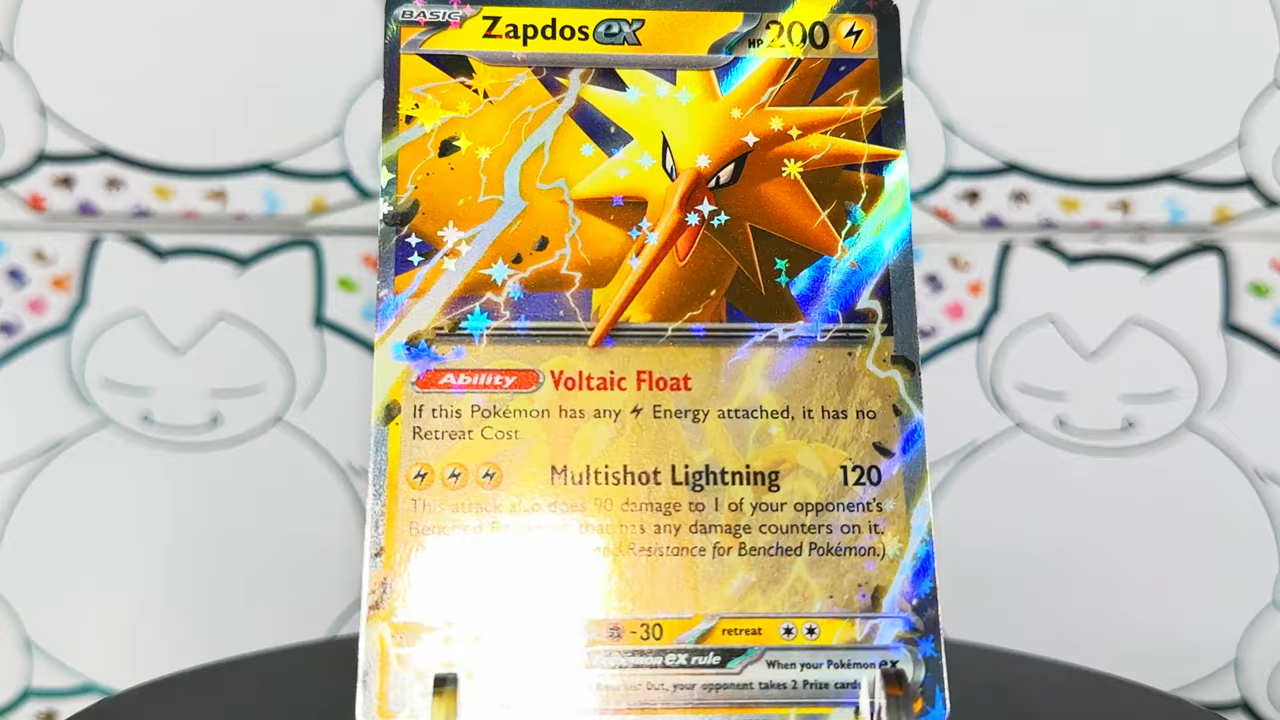 BASIC Zapdos ex HP 200
Ability Voltaic Float
If this Pokémon has any Energy attached, it has no
Retreat Cost.
Multishot Lightning 120
This attack also does 90 damage to 1 of your opponent's
Benched Pokémon that has any damage counters on it.
Resistance for Benched Pokémon.)
-30 retreat
Pokémon ex rule When your Pokémon ex
Out, your opponent takes 2 Prize cards